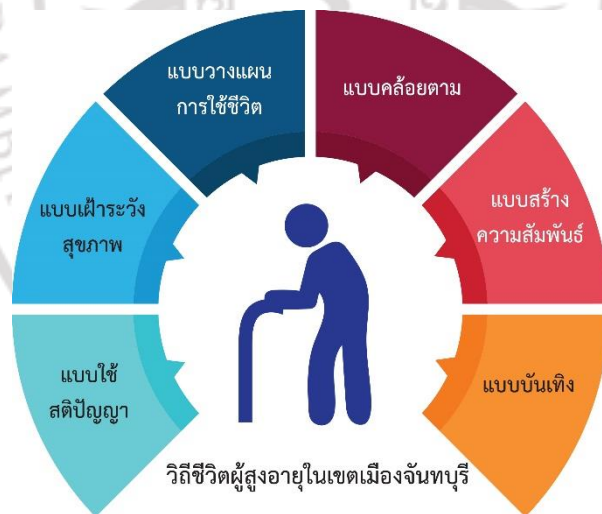 แบบวางแผน
การใช้ชีวิต
แบบคล้อยตาม
แบบเฝ้าระวัง
สุขภาพ
แบบสร้าง
ความสัมพันธ์
แบบใช้
สติปัญญา
แบบบันเทิง
วิถีชีวิตผู้สูงอายุในเขตเมืองจันทบุรี